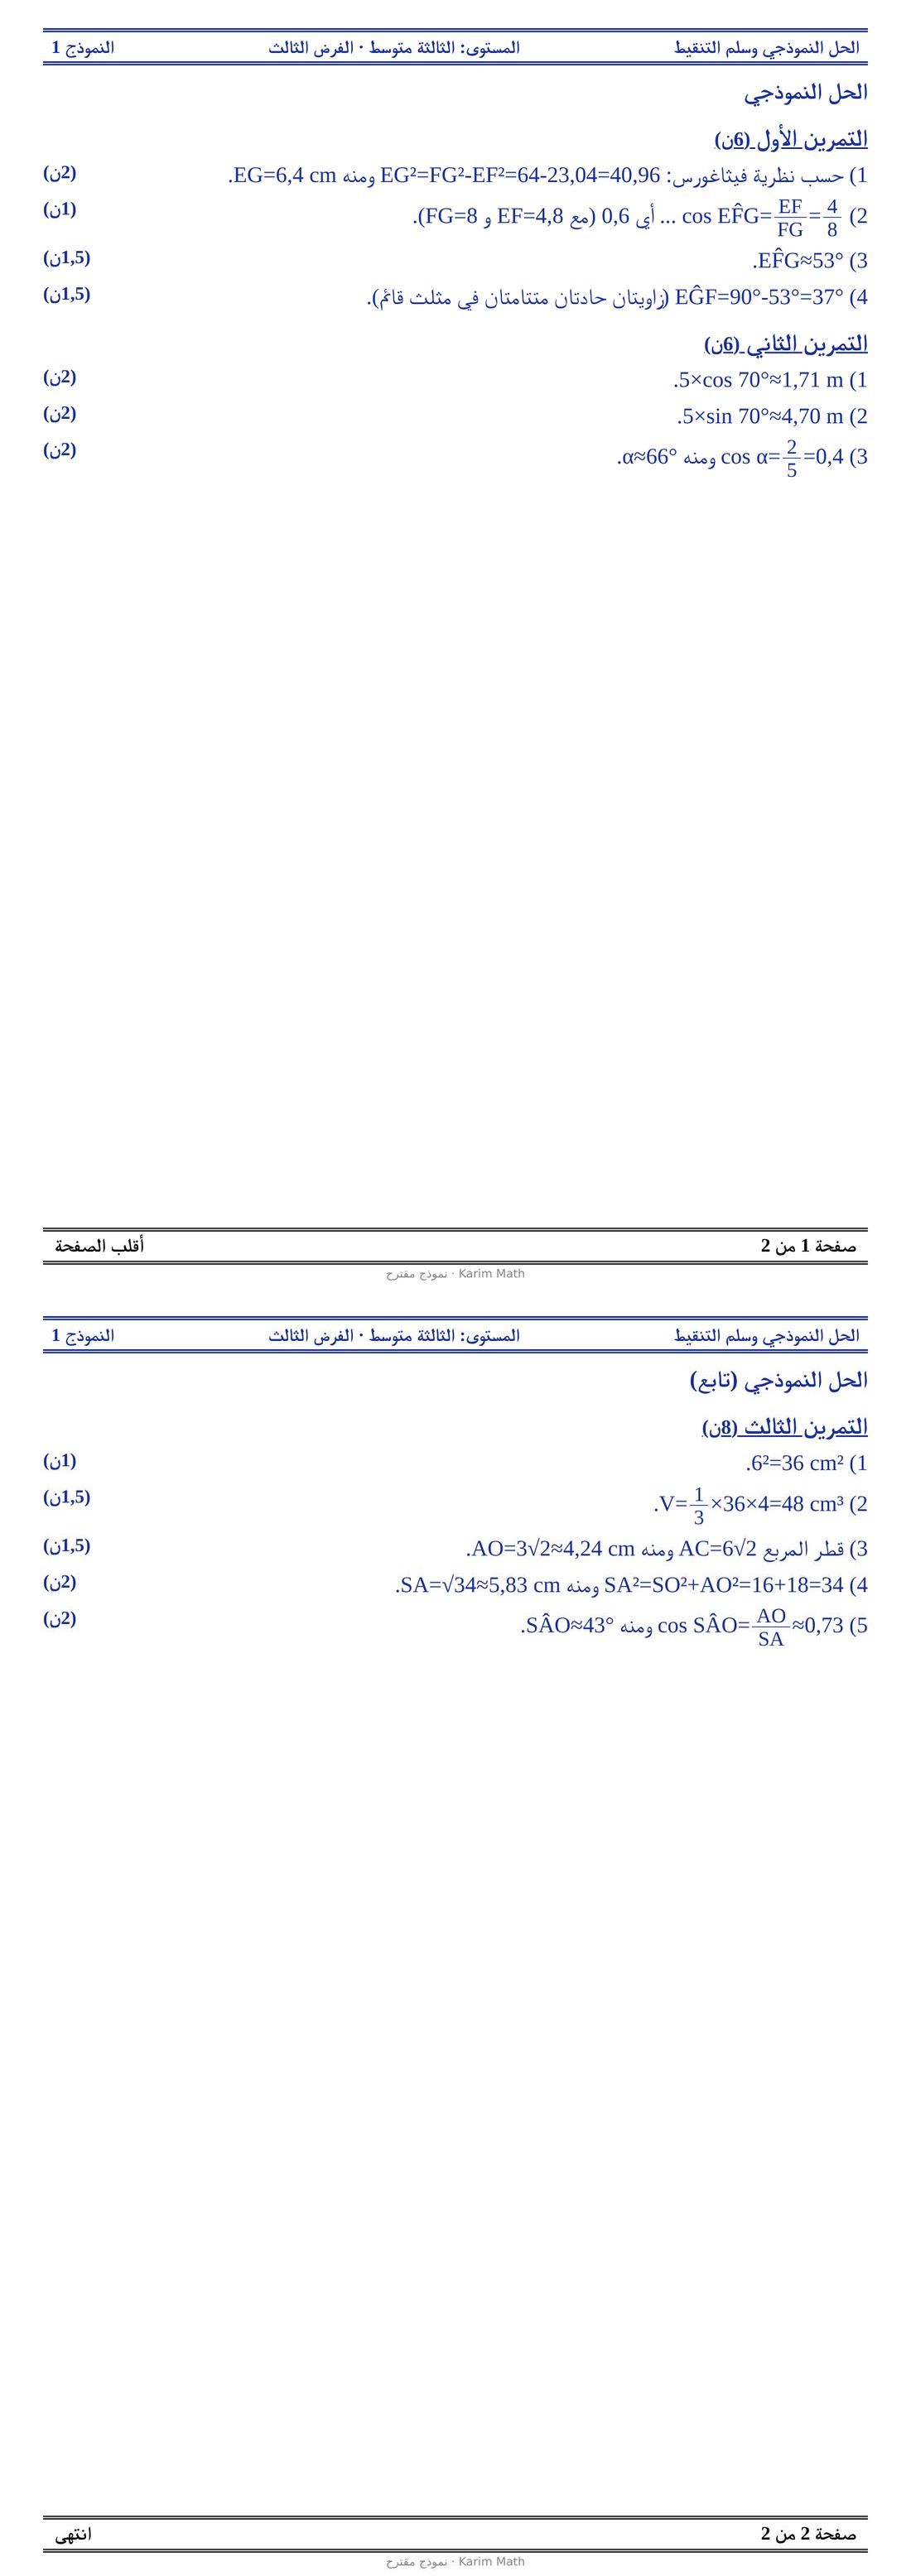 الحل النموذجي وسلم التنقيط المستوى: الثالثة متوسط · الفرض الثالث النموذج 1
الحل النموذجي
التمرين الأول (6ن)
1) حسب نظرية فيثاغورس: EG²=FG²-EF²=64-23,04=40,96 ومنه EG=6,4 cm. (2ن)
2) cos EF̂G=EF/FG=4/8 ... أي 0,6 (مع EF=4,8 و FG=8). (1ن)
3) EF̂G≈53°. (1,5ن)
4) EĜF=90°-53°=37° (زاويتان حادتان متتامتان في مثلث قائم). (1,5ن)
التمرين الثاني (6ن)
1) 5×cos 70°≈1,71 m. (2ن)
2) 5×sin 70°≈4,70 m. (2ن)
3) cos α=2/5=0,4 ومنه α≈66°. (2ن)
صفحة 1 من 2 أقلب الصفحة
Karim Math · نموذج مقترح
الحل النموذجي وسلم التنقيط المستوى: الثالثة متوسط · الفرض الثالث النموذج 1
الحل النموذجي (تابع)
التمرين الثالث (8ن)
1) 6²=36 cm². (1ن)
2) V=1/3×36×4=48 cm³. (1,5ن)
3) قطر المربع AC=6√2 ومنه AO=3√2≈4,24 cm. (1,5ن)
4) SA²=SO²+AO²=16+18=34 ومنه SA=√34≈5,83 cm. (2ن)
5) cos SÂO=AO/SA≈0,73 ومنه SÂO≈43°. (2ن)
صفحة 2 من 2 انتهى
Karim Math · نموذج مقترح